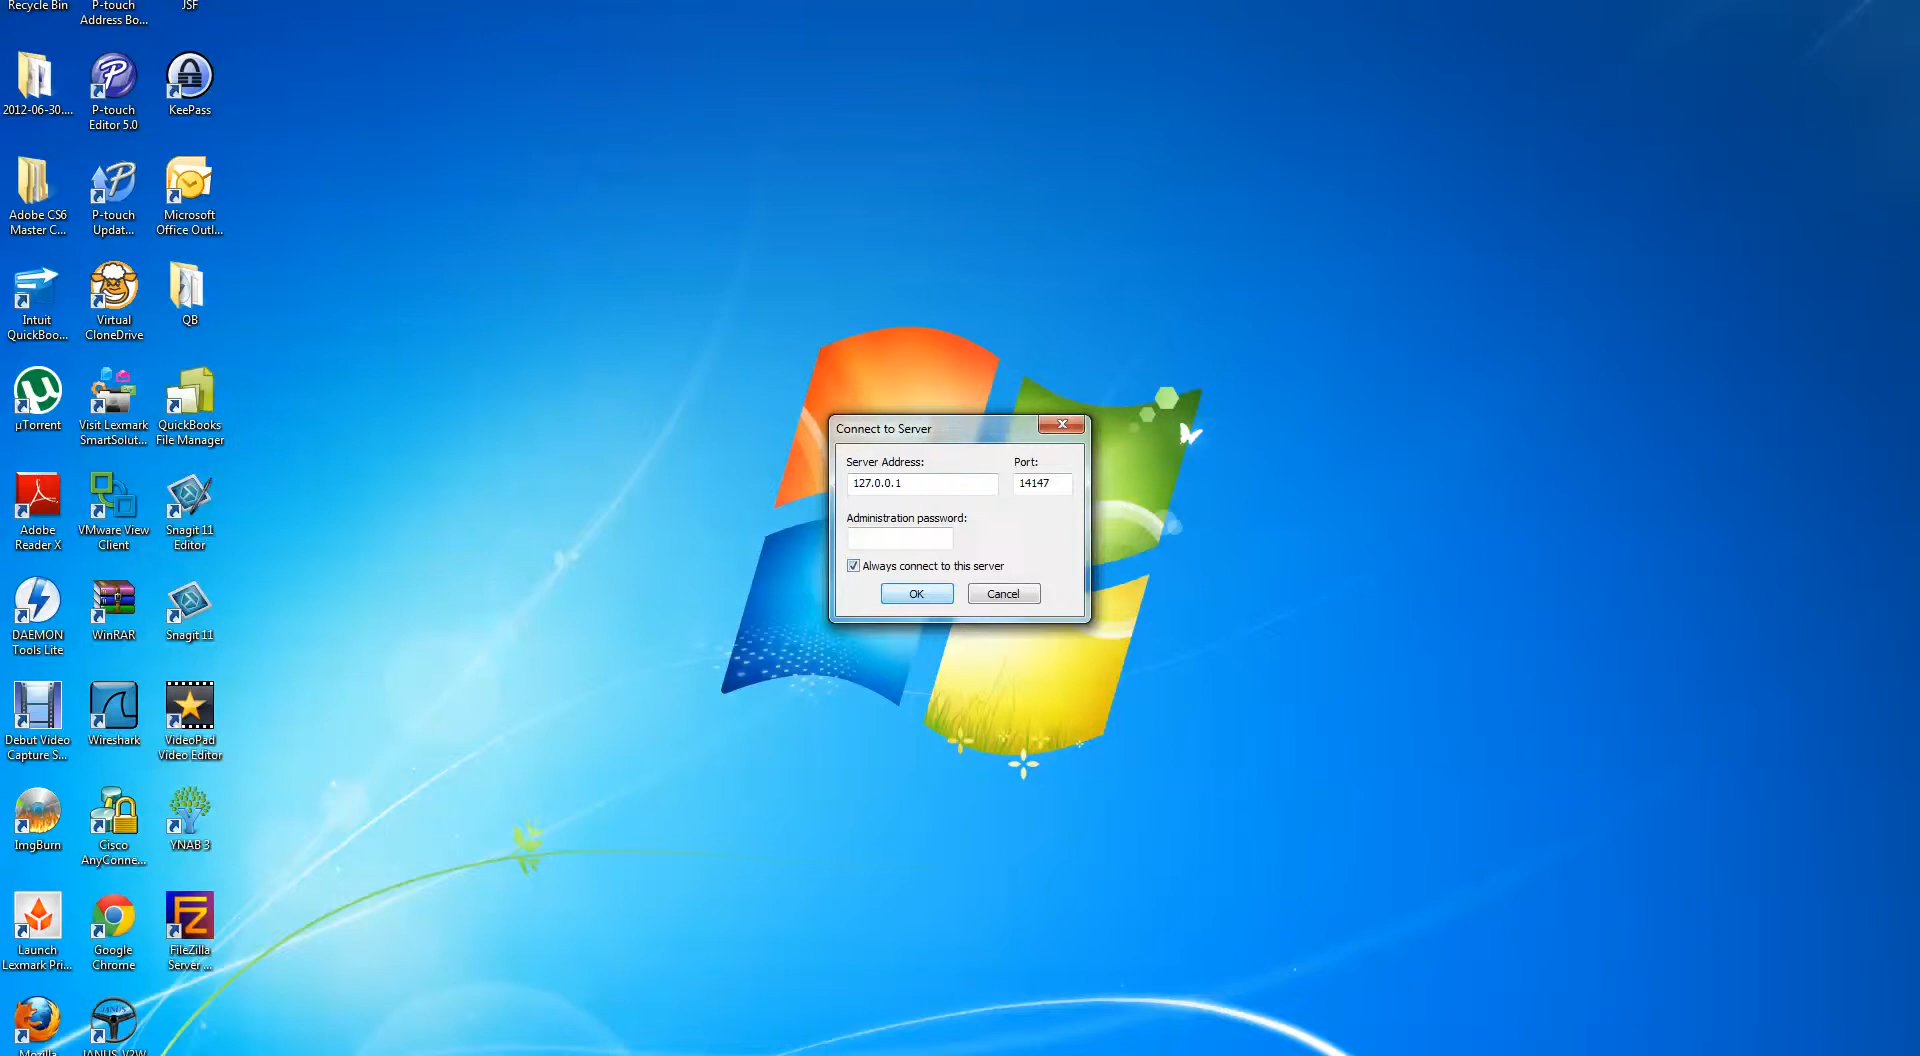 Recycle Bin
P-touch
Address Bo...
JSF
2012-06-30....
P-touch
Editor 5.0
KeePass
Adobe CS6
Master C...
P-touch
Updat...
Microsoft
Office Outl...
Intuit
QuickBoo...
Virtual
CloneDrive
QB
µTorrent
Visit Lexmark
SmartSolut...
QuickBooks
File Manager
Adobe
Reader X
VMware View
Client
Snagit 11
Editor
DAEMON
Tools Lite
WinRAR
Snagit 11
Debut Video
Capture S...
Wireshark
VideoPad
Video Editor
ImgBurn
Cisco
AnyConne...
YNAB 3
Launch
Lexmark Pri...
Google
Chrome
FileZilla
Server ...
Mozilla
JANUS
JANUS_V2W
Connect to Server
Server Address:
Port:
127.0.0.1
14147
Administration password:
Always connect to this server
OK
Cancel